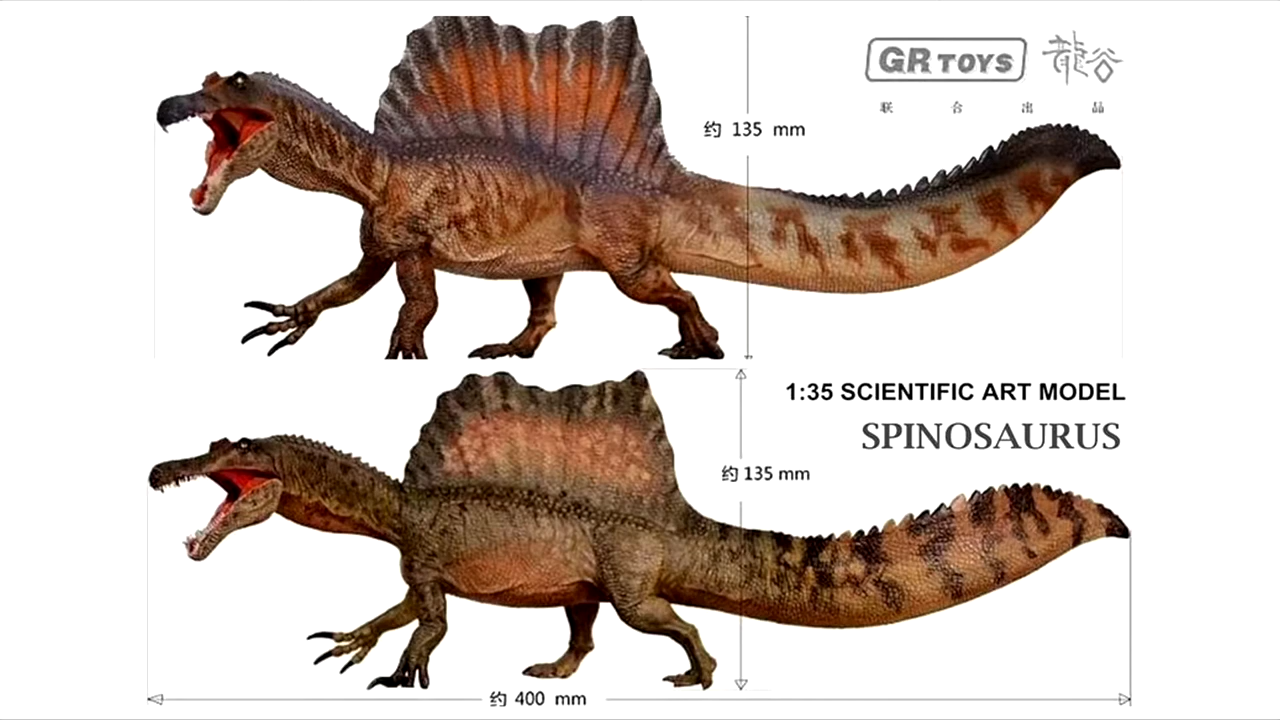 GR TOYS 龍谷
联合出品
约 135 mm
1:35 SCIENTIFIC ART MODEL
SPINOSAURUS
约 135 mm
约 400 mm